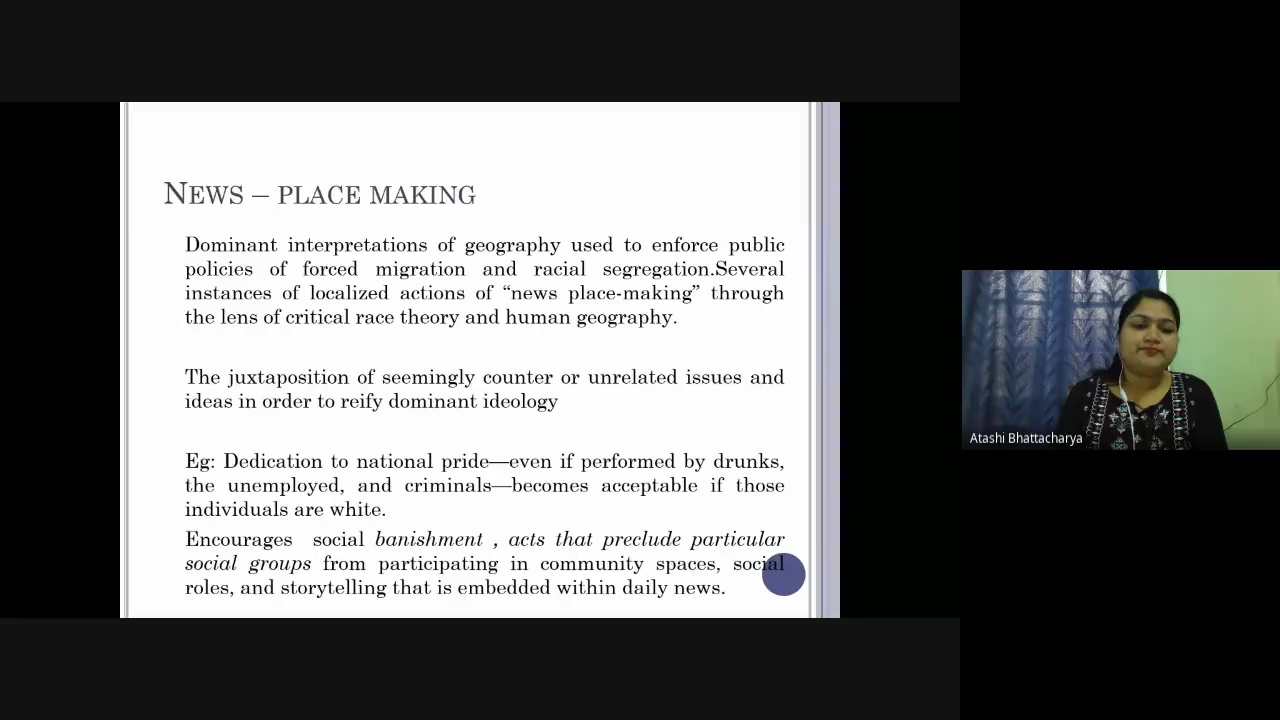 NEWS – PLACE MAKING
Dominant interpretations of geography used to enforce public
policies of forced migration and racial segregation.Several
instances of localized actions of “news place-making” through
the lens of critical race theory and human geography.
The juxtaposition of seemingly counter or unrelated issues and
ideas in order to reify dominant ideology
Eg: Dedication to national pride—even if performed by drunks,
the unemployed, and criminals—becomes acceptable if those
individuals are white.
Encourages social banishment , acts that preclude particular
social groups from participating in community spaces, social
roles, and storytelling that is embedded within daily news.
Atashi Bhattacharya